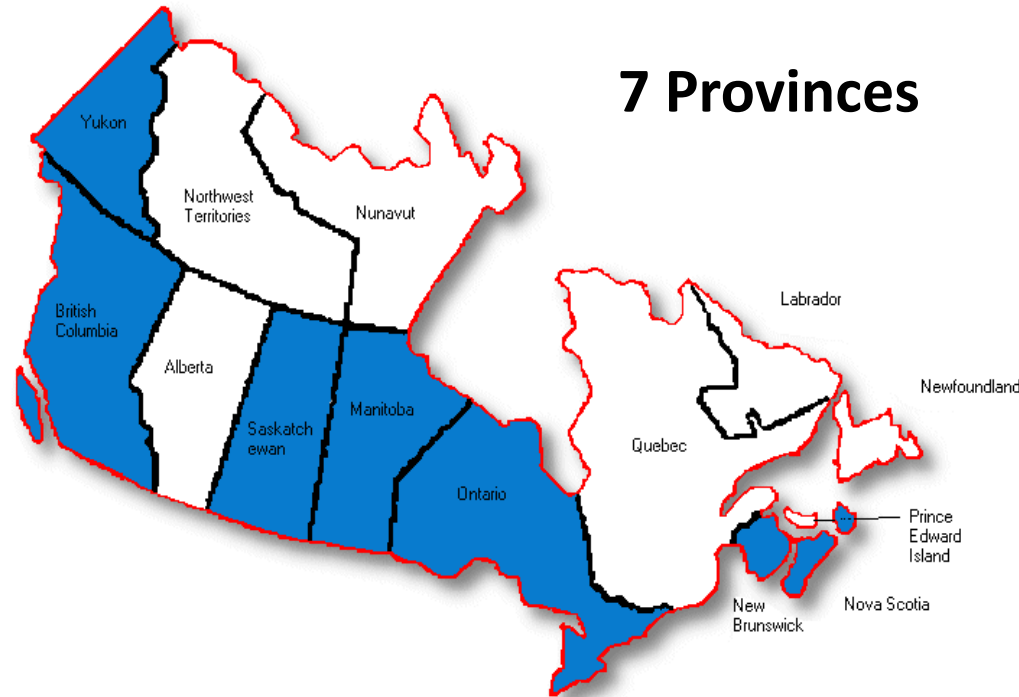 7 Provinces
Yukon
Northwest
Territories
Nunavut
Labrador
British
Columbia
Alberta
Newfoundland
Manitoba
Saskatch
ewan
Quebec
Ontario
Prince
Edward
Island
New
Brunswick
Nova Scotia